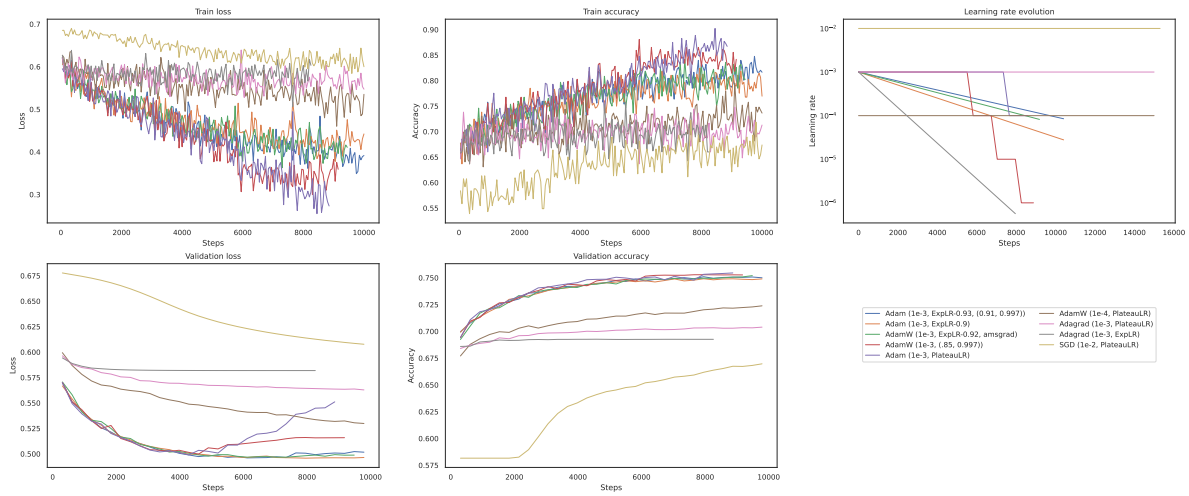 Train loss
0.7
0.6
0.5
0.4
0.3
Loss
0 2000 4000 6000 8000 10000
Steps
Train accuracy
0.90
0.85
0.80
0.75
0.70
0.65
0.60
0.55
Accuracy
0 2000 4000 6000 8000 10000
Steps
Learning rate evolution
10⁻²
10⁻³
10⁻⁴
10⁻⁵
10⁻⁶
Learning rate
0 2000 4000 6000 8000 10000 12000 14000 16000
Steps
Validation loss
0.675
0.650
0.625
0.600
0.575
0.550
0.525
0.500
Loss
0 2000 4000 6000 8000 10000
Steps
Validation accuracy
0.750
0.725
0.700
0.675
0.650
0.625
0.600
0.575
Accuracy
0 2000 4000 6000 8000 10000
Steps
Adam (1e-3, ExpLR-0.93, (0.91, 0.997))
Adam (1e-3, ExpLR-0.9)
AdamW (1e-3, ExpLR-0.92, amsgrad)
AdamW (1e-3, (.85, 0.997))
Adam (1e-3, PlateauLR)
AdamW (1e-4, PlateauLR)
Adagrad (1e-3, PlateauLR)
Adagrad (1e-3, ExpLR)
SGD (1e-2, PlateauLR)